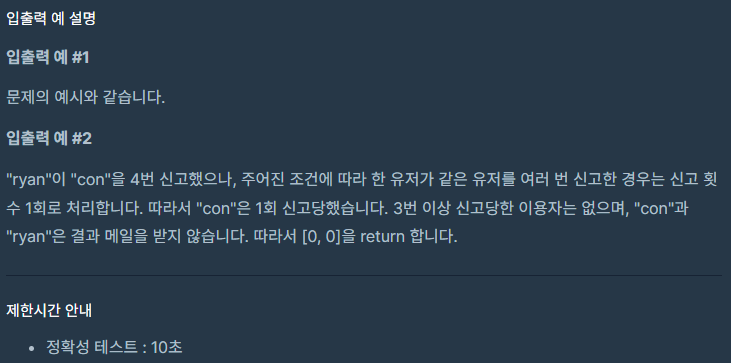 입출력 예 설명
입출력 예 #1
문제의 예시와 같습니다.
입출력 예 #2
"ryan"이 "con"을 4번 신고했으나, 주어진 조건에 따라 한 유저가 같은 유저를 여러 번 신고한 경우는 신고 횟
수 1회로 처리합니다. 따라서 "con"은 1회 신고당했습니다. 3번 이상 신고당한 이용자는 없으며, "con"과
"ryan"은 결과 메일을 받지 않습니다. 따라서 [0, 0]을 return 합니다.
제한시간 안내
• 정확성 테스트 : 10초